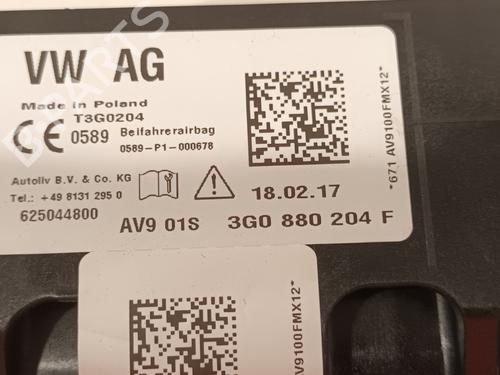 VW AG
Made in Poland
T3G0204
CE 0589 Beifahrerairbag
0589-P1-000678
Autoliv B.V. & Co. KG
Tel.: +49 8131 295 0
625044800
18.02.17
AV9 01S 3G0 880 204 F
*671 AV9100FMX12*
AV9100FMX12*